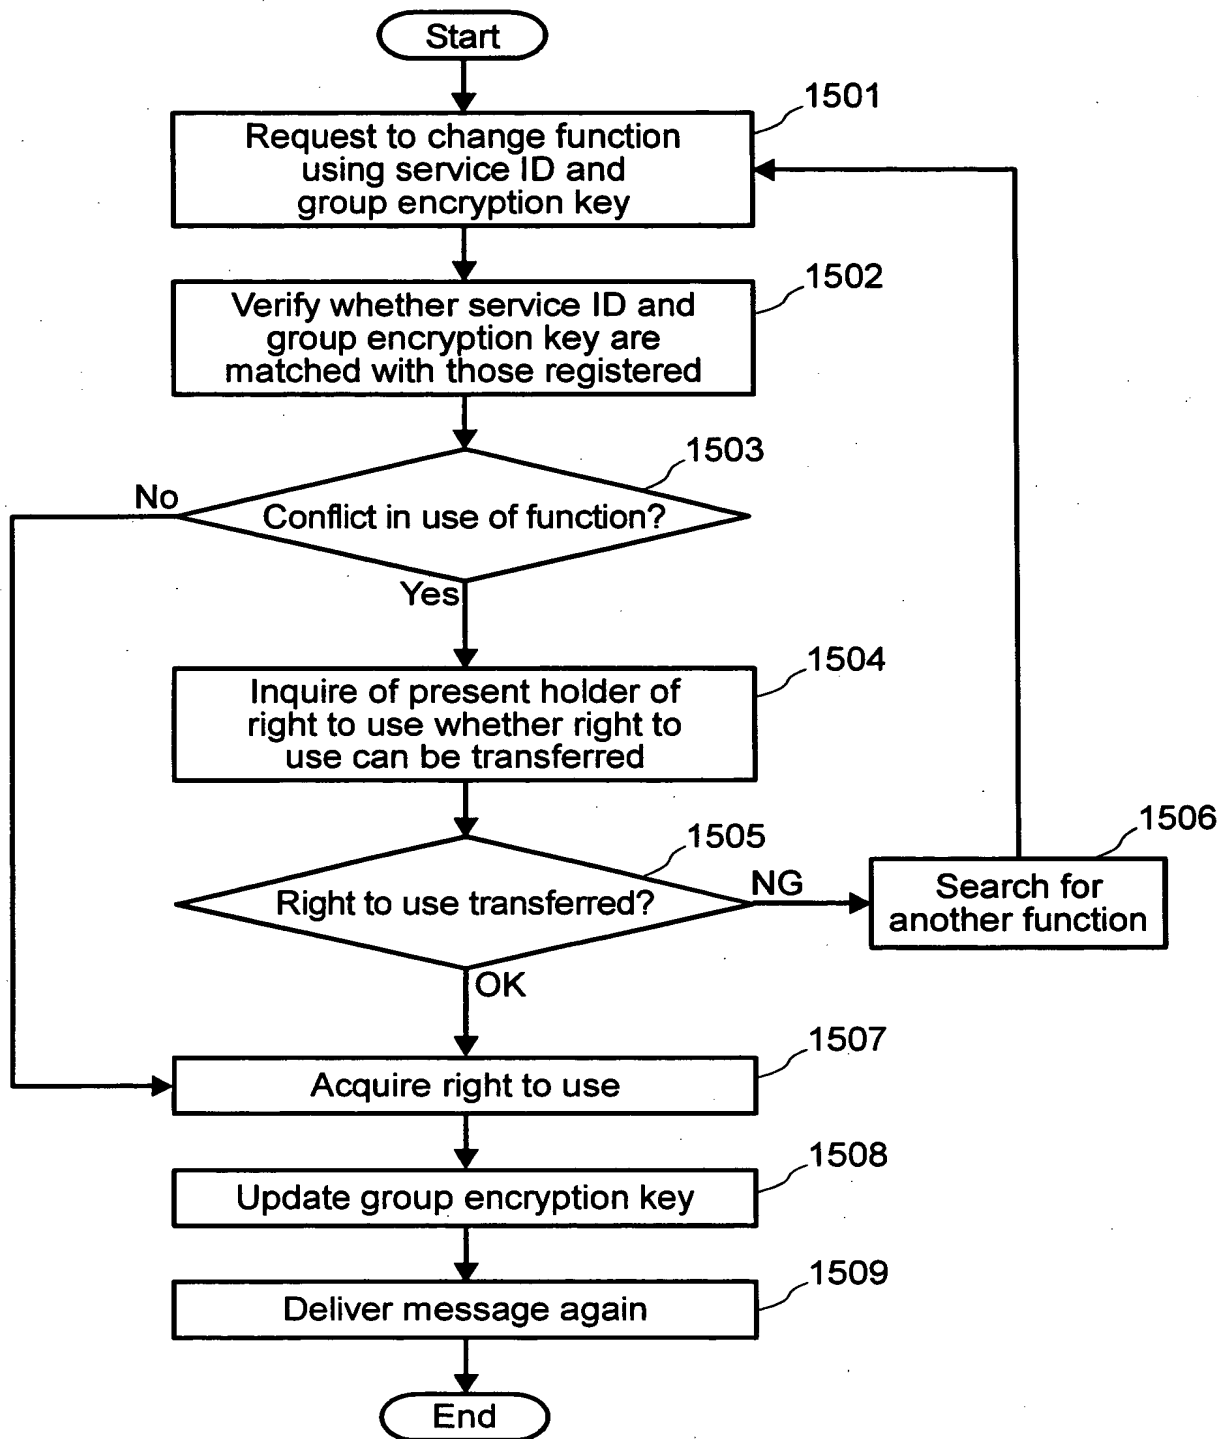 Start
1501
Request to change function
using service ID and
group encryption key
1502
Verify whether service ID and
group encryption key are
matched with those registered
1503
No
Conflict in use of function?
Yes
1504
Inquire of present holder of
right to use whether right to
use can be transferred
1505
Right to use transferred?
NG
1506
Search for
another function
OK
1507
Acquire right to use
1508
Update group encryption key
1509
Deliver message again
End